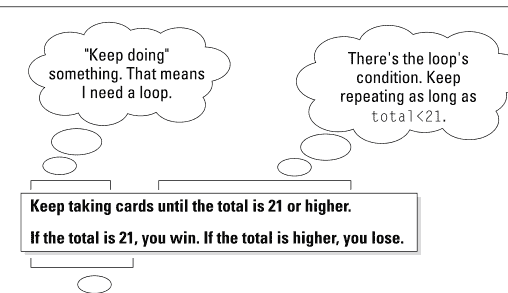 "Keep doing"
something. That means
I need a loop.
There's the loop's
condition. Keep
repeating as long as
total<21.
Keep taking cards until the total is 21 or higher.
If the total is 21, you win. If the total is higher, you lose.